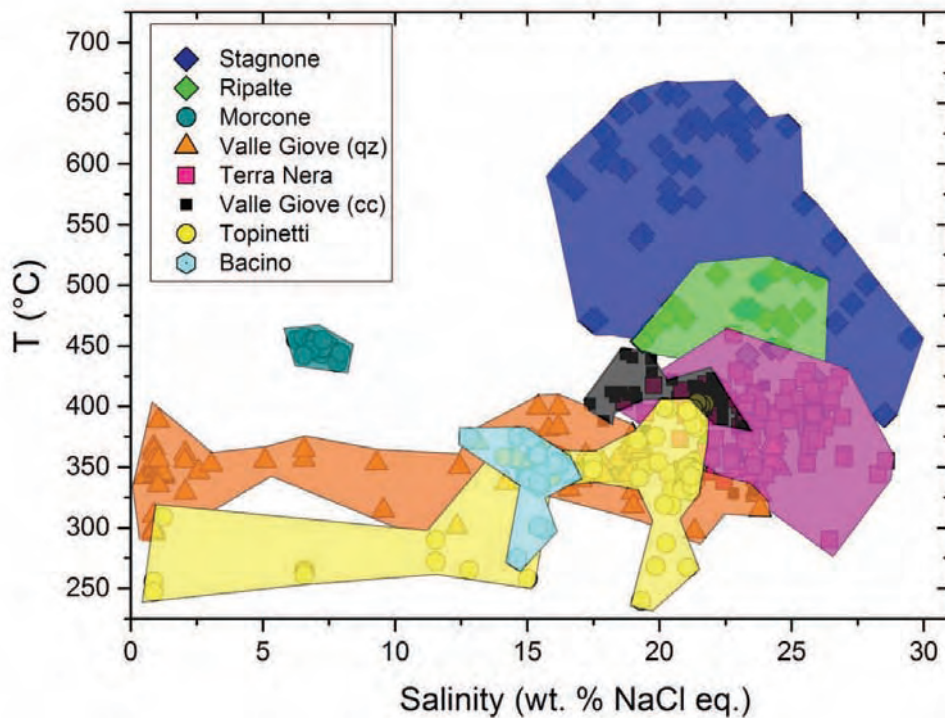 700
650
600
550
500
450
400
350
300
250
T (°C)
Stagnone
Ripalte
Morcone
Valle Giove (qz)
Terra Nera
Valle Giove (cc)
Topinetti
Bacino
0 5 10 15 20 25 30
Salinity (wt. % NaCl eq.)